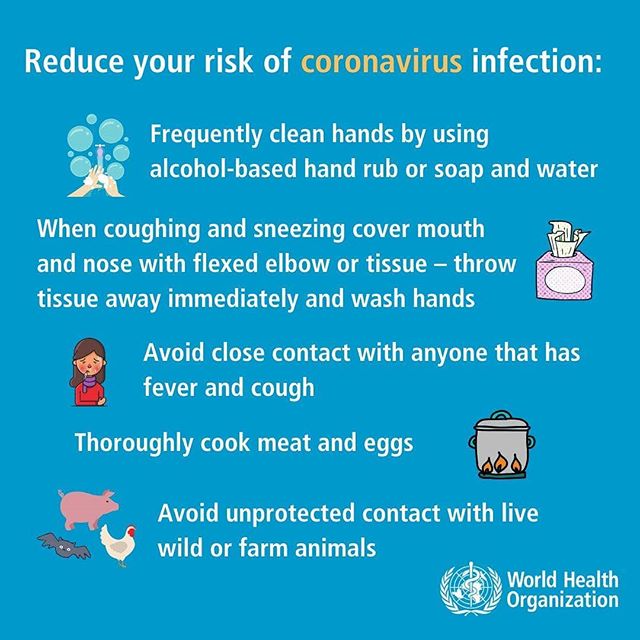 Reduce your risk of coronavirus infection:
Frequently clean hands by using
alcohol-based hand rub or soap and water
When coughing and sneezing cover mouth
and nose with flexed elbow or tissue – throw
tissue away immediately and wash hands
Avoid close contact with anyone that has
fever and cough
Thoroughly cook meat and eggs
Avoid unprotected contact with live
wild or farm animals
World Health
Organization